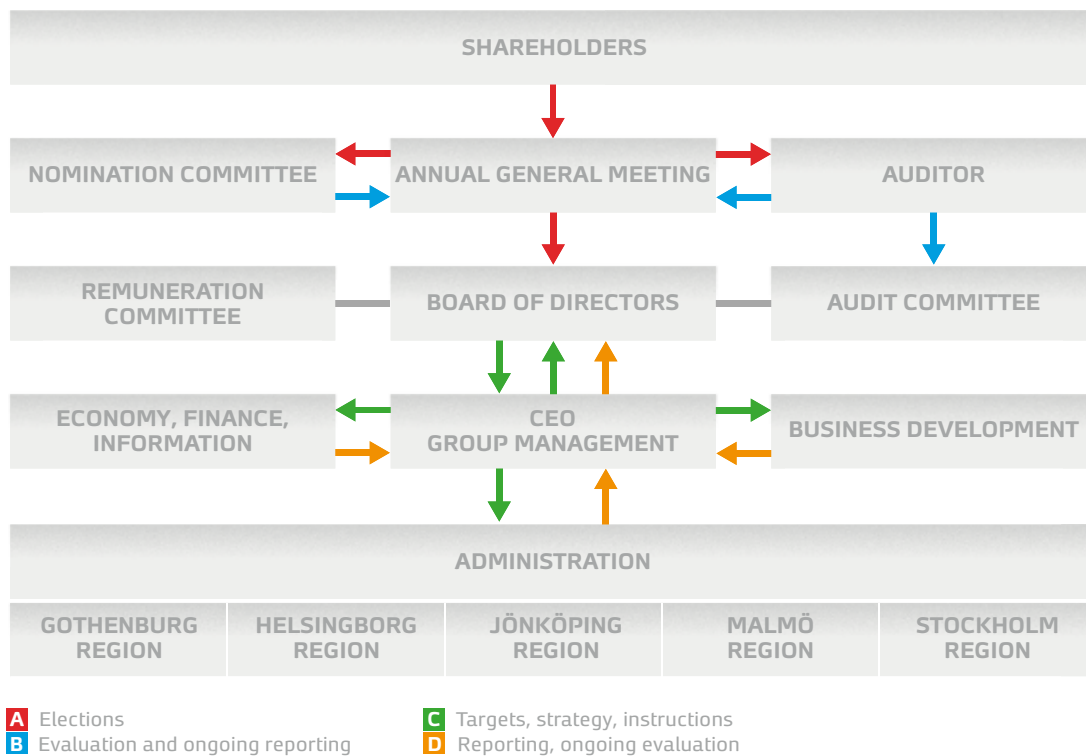 SHAREHOLDERS
NOMINATION COMMITTEE
ANNUAL GENERAL MEETING
AUDITOR
REMUNERATION
COMMITTEE
BOARD OF DIRECTORS
AUDIT COMMITTEE
ECONOMY, FINANCE,
INFORMATION
CEO
GROUP MANAGEMENT
BUSINESS DEVELOPMENT
ADMINISTRATION
GOTHENBURG
REGION
HELSINGBORG
REGION
JÖNKÖPING
REGION
MALMÖ
REGION
STOCKHOLM
REGION
A Elections
B Evaluation and ongoing reporting
C Targets, strategy, instructions
D Reporting, ongoing evaluation